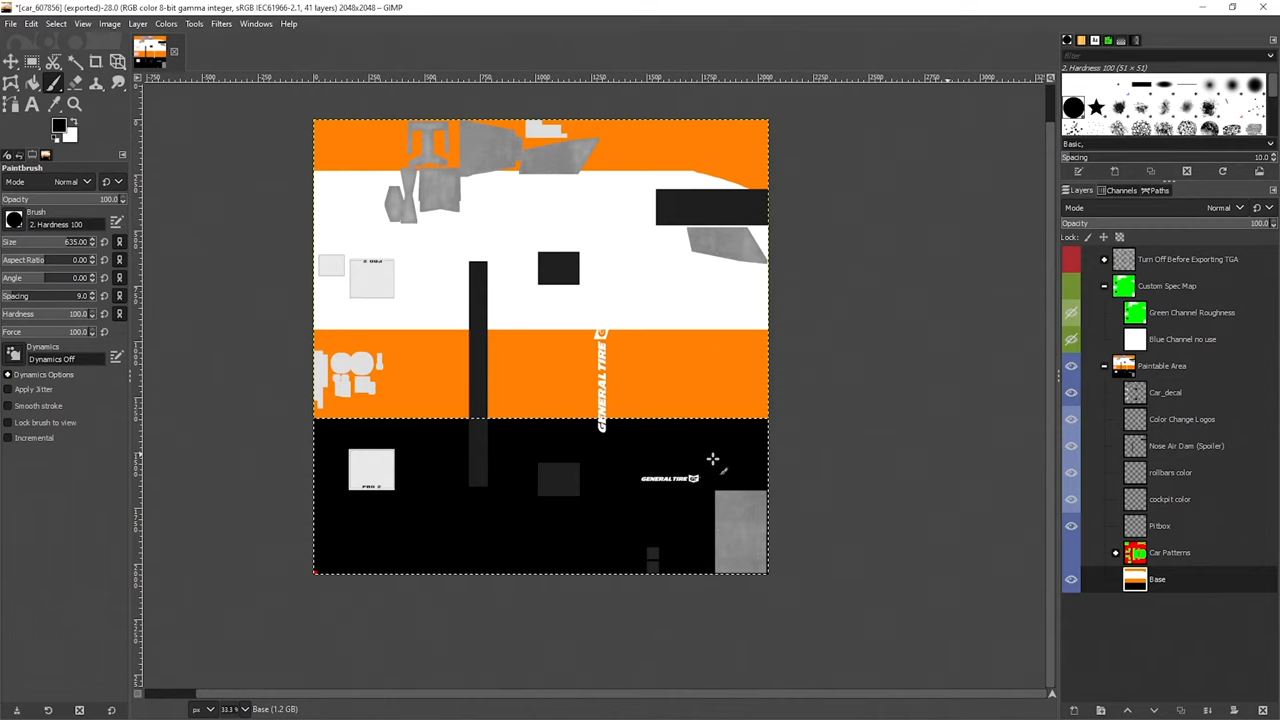 *[car_607856] (exported)-28.0 (RGB color 8-bit gamma integer, sRGB IEC61966-2.1, 41 layers) 2048x2048 – GIMP
File Edit Select View Image Layer Colors Tools Filters Windows Help
filter
2. Hardness 100 (51 × 51)
Basic,
Spacing 10.0
Layers Channels Paths
Mode Normal
Opacity 100.0
Lock:
Turn Off Before Exporting TGA
Custom Spec Map
Green Channel Roughness
Blue Channel no use
Paintable Area
Car_decal
Color Change Logos
Nose Air Dam (Spoiler)
rollbars color
cockpit color
Pitbox
Car Patterns
Base
Paintbrush
Mode Normal
Opacity 100.0
Brush
2. Hardness 100
Size 635.00
Aspect Ratio 0.00
Angle 0.00
Spacing 9.0
Hardness 100.0
Force 100.0
Dynamics
Dynamics Off
Dynamics Options
Apply Jitter
Smooth stroke
Lock brush to view
Incremental
PRO 2
GENERAL TIRE
PRO 2
GENERAL TIRE
px 33.3 % Base (1.2 GB)